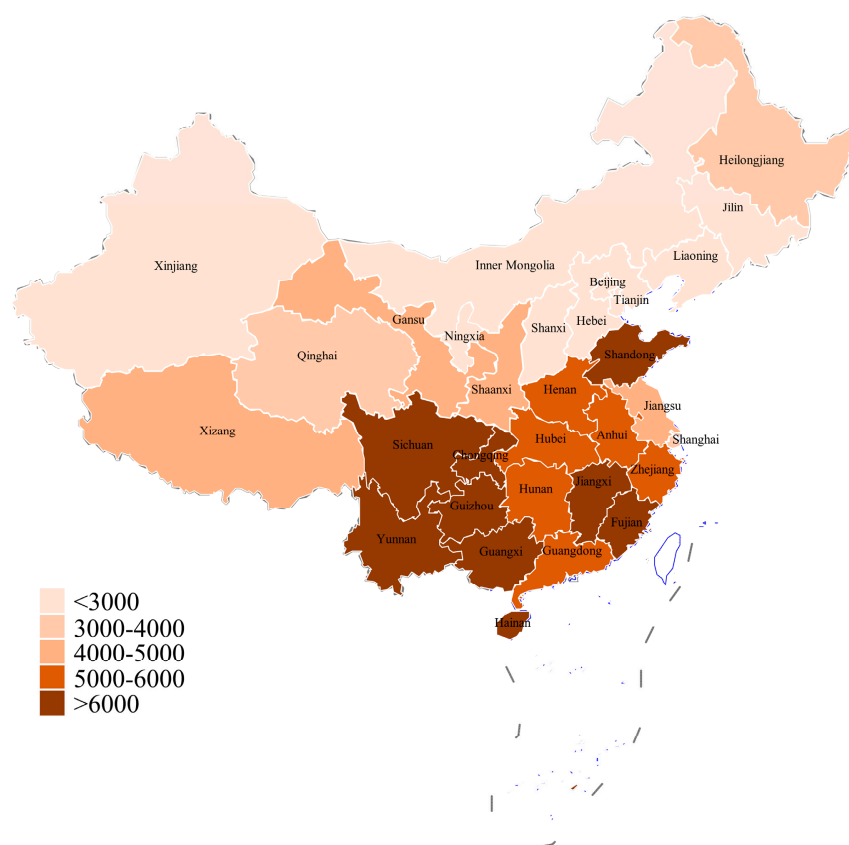 Heilongjiang
Jilin
Liaoning
Xinjiang
Inner Mongolia
Beijing
Tianjin
Gansu
Ningxia
Shanxi
Hebei
Qinghai
Shandong
Shaanxi
Henan
Jiangsu
Xizang
Sichuan
Hubei
Anhui
Shanghai
Chongqing
Zhejiang
Hunan
Jiangxi
Guizhou
Fujian
Yunnan
Guangxi
Guangdong
Hainan
<3000
3000-4000
4000-5000
5000-6000
>6000